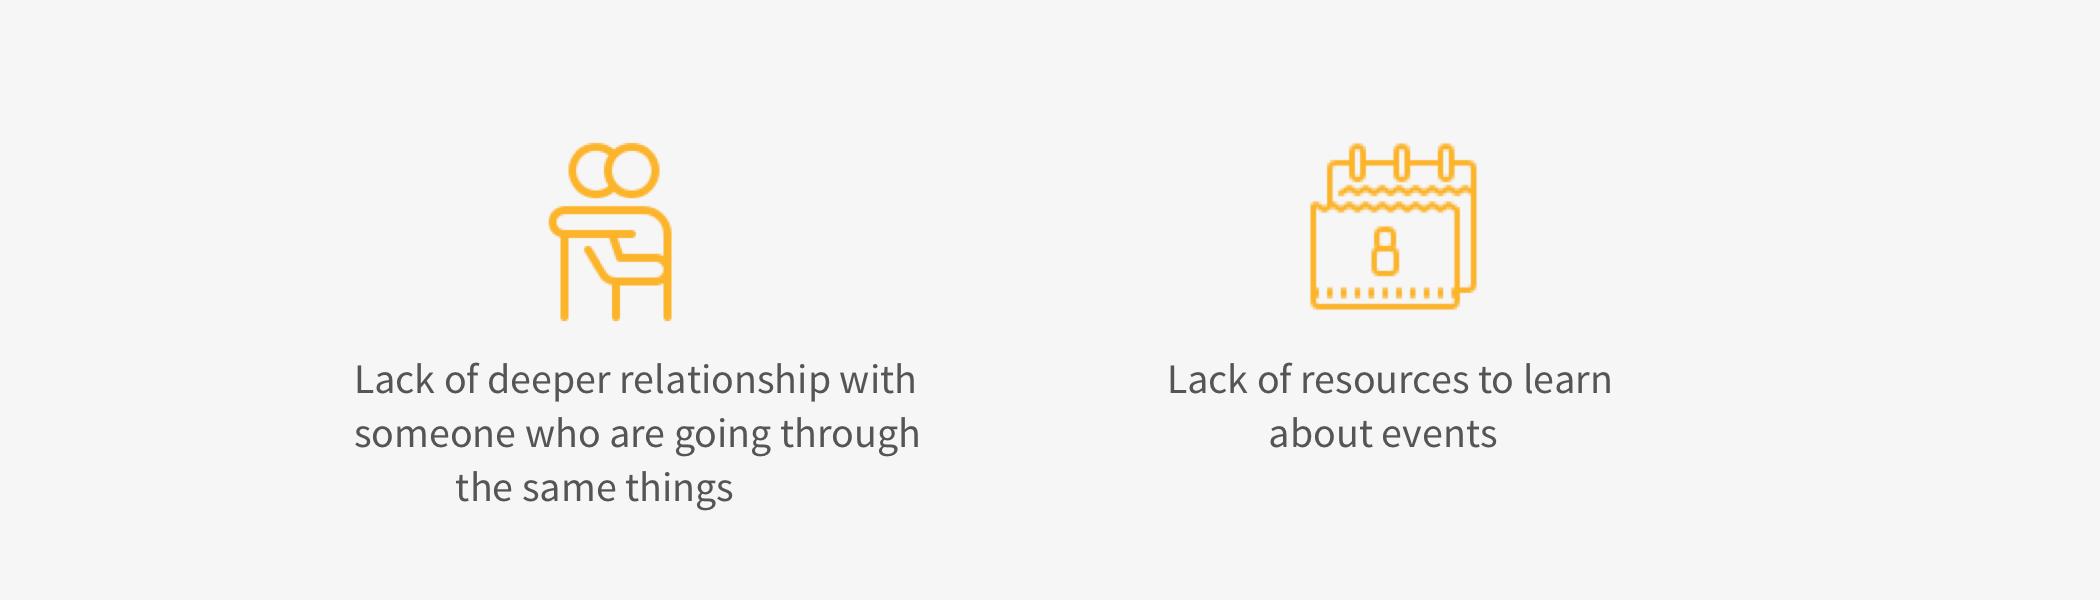 8
Lack of deeper relationship with
someone who are going through
the same things
Lack of resources to learn
about events